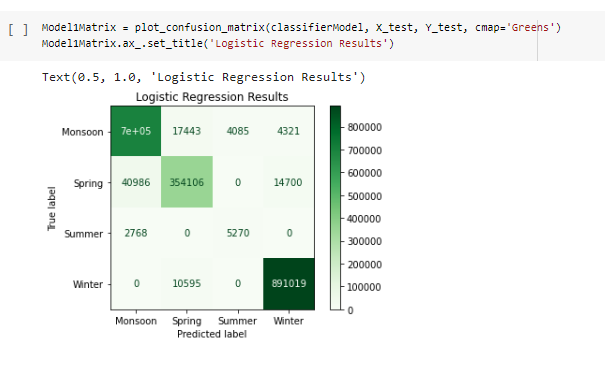 [ ] Model1Matrix = plot_confusion_matrix(classifierModel, X_test, Y_test, cmap='Greens')
Model1Matrix.ax_.set_title('Logistic Regression Results')
Text(0.5, 1.0, 'Logistic Regression Results')
Logistic Regression Results
Monsoon 7e+05 17443 4085 4321
Spring 40986 354106 0 14700
Summer 2768 0 5270 0
Winter 0 10595 0 891019
Monsoon Spring Summer Winter
Predicted label
True label
800000
700000
600000
500000
400000
300000
200000
100000
0